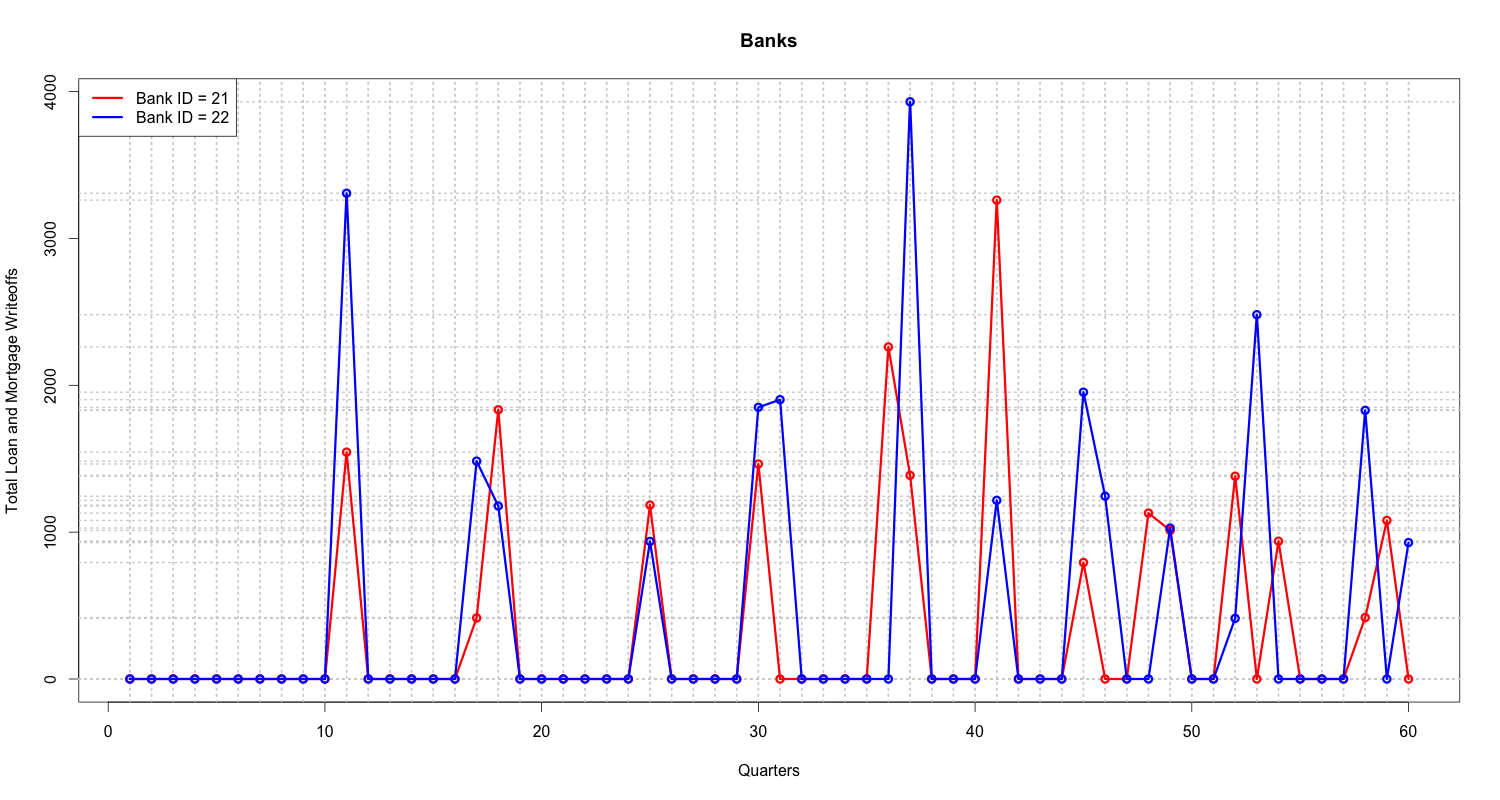 Banks
Bank ID = 21
Bank ID = 22
Total Loan and Mortgage Writeoffs
4000
3000
2000
1000
0
0 10 20 30 40 50 60
Quarters